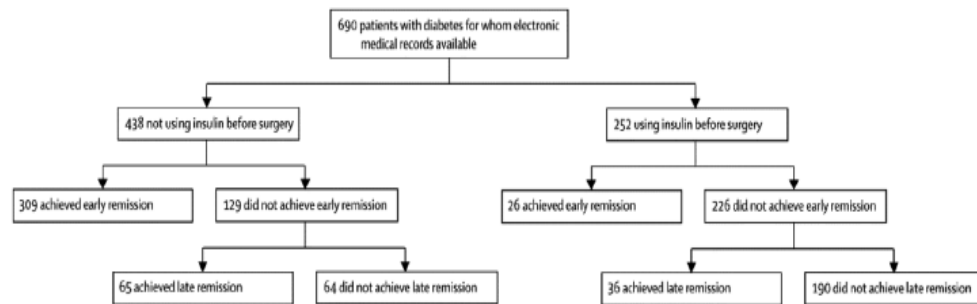 690 patients with diabetes for whom electronic
medical records available
438 not using insulin before surgery
252 using insulin before surgery
309 achieved early remission
129 did not achieve early remission
26 achieved early remission
226 did not achieve early remission
65 achieved late remission
64 did not achieve late remission
36 achieved late remission
190 did not achieve late remission